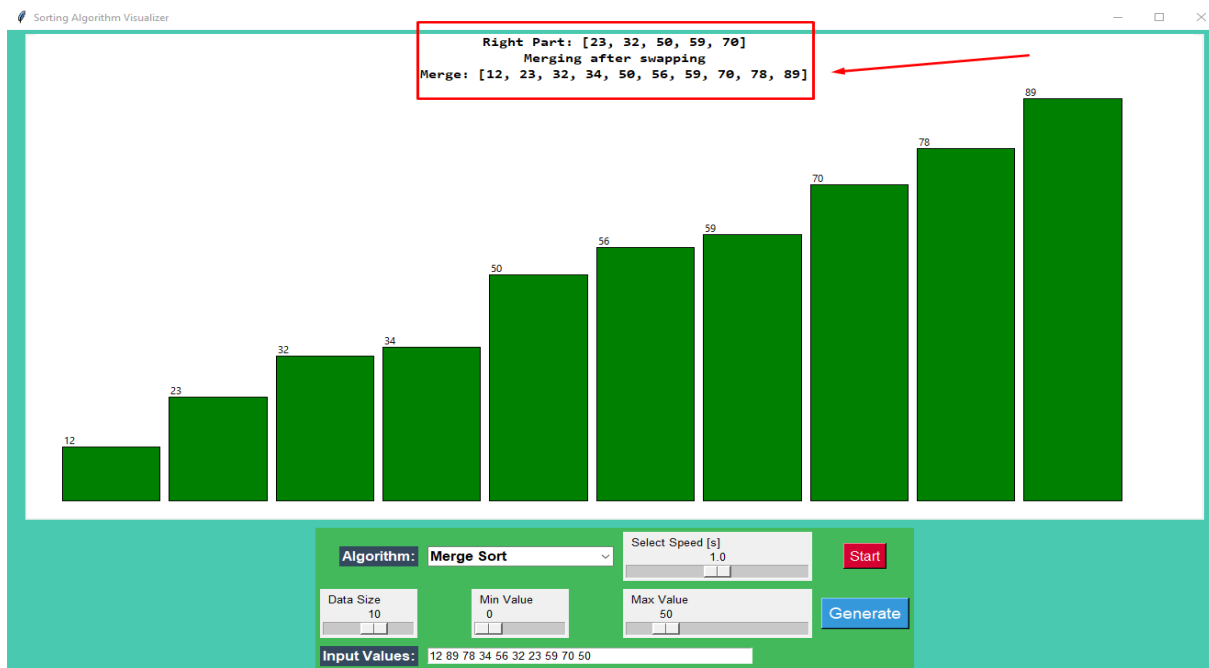 Sorting Algorithm Visualizer
Right Part: [23, 32, 50, 59, 70]
Merging after swapping
Merge: [12, 23, 32, 34, 50, 56, 59, 70, 78, 89]
89
78
70
59
56
50
34
32
23
12
Algorithm: Merge Sort
Select Speed [s]
1.0
Start
Data Size
10
Min Value
0
Max Value
50
Generate
Input Values: 12 89 78 34 56 32 23 59 70 50